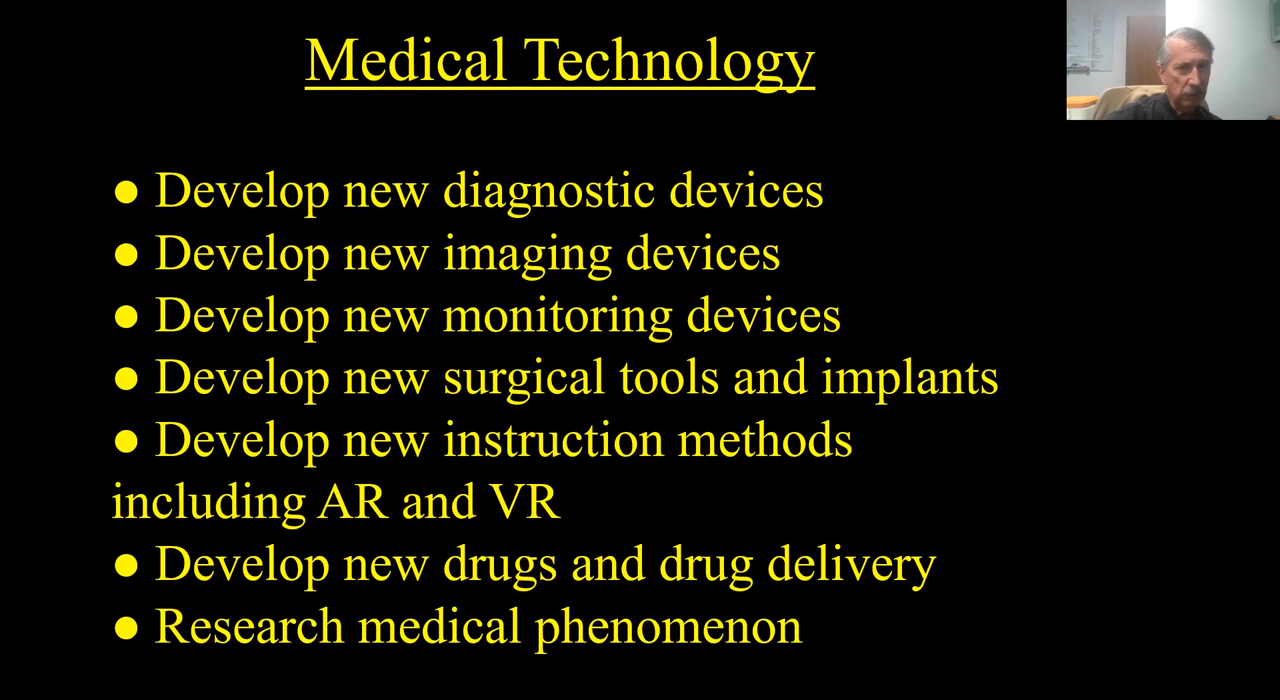 Medical Technology
● Develop new diagnostic devices
● Develop new imaging devices
● Develop new monitoring devices
● Develop new surgical tools and implants
● Develop new instruction methods
including AR and VR
● Develop new drugs and drug delivery
● Research medical phenomenon